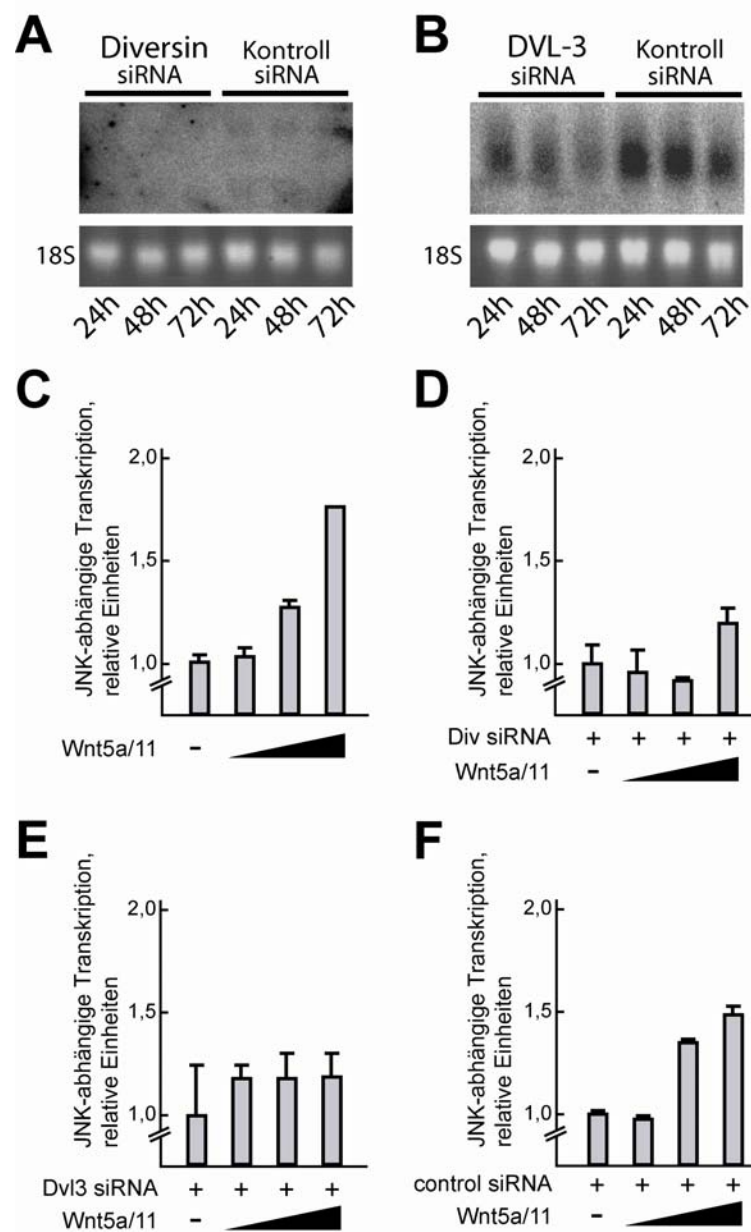 A
Diversin
siRNA
Kontroll
siRNA
18S
24h 48h 72h 24h 48h 72h
B
DVL-3
siRNA
Kontroll
siRNA
18S
24h 48h 72h 24h 48h 72h
C
JNK-abhängige Transkription,
relative Einheiten
2,0
1,5
1,0
Wnt5a/11 –
D
JNK-abhängige Transkription,
relative Einheiten
2,0
1,5
1,0
Div siRNA + + + +
Wnt5a/11 –
E
JNK-abhängige Transkription,
relative Einheiten
2,0
1,5
1,0
Dvl3 siRNA + + + +
Wnt5a/11 –
F
JNK-abhängige Transkription,
relative Einheiten
2,0
1,5
1,0
control siRNA + + + +
Wnt5a/11 –